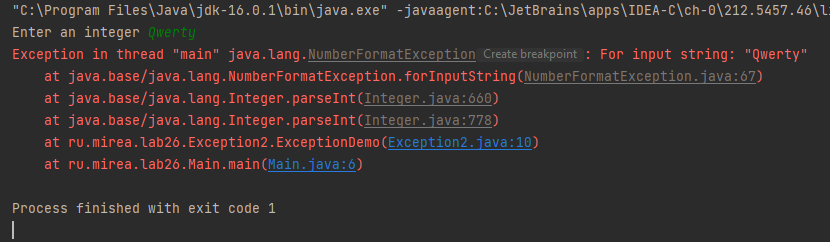 "C:\Program Files\Java\jdk-16.0.1\bin\java.exe" -javaagent:C:\JetBrains\apps\IDEA-C\ch-0\212.5457.46\l
Enter an integer Qwerty
Exception in thread "main" java.lang.NumberFormatException Create breakpoint : For input string: "Qwerty"
at java.base/java.lang.NumberFormatException.forInputString(NumberFormatException.java:67)
at java.base/java.lang.Integer.parseInt(Integer.java:660)
at java.base/java.lang.Integer.parseInt(Integer.java:778)
at ru.mirea.lab26.Exception2.ExceptionDemo(Exception2.java:10)
at ru.mirea.lab26.Main.main(Main.java:6)
Process finished with exit code 1